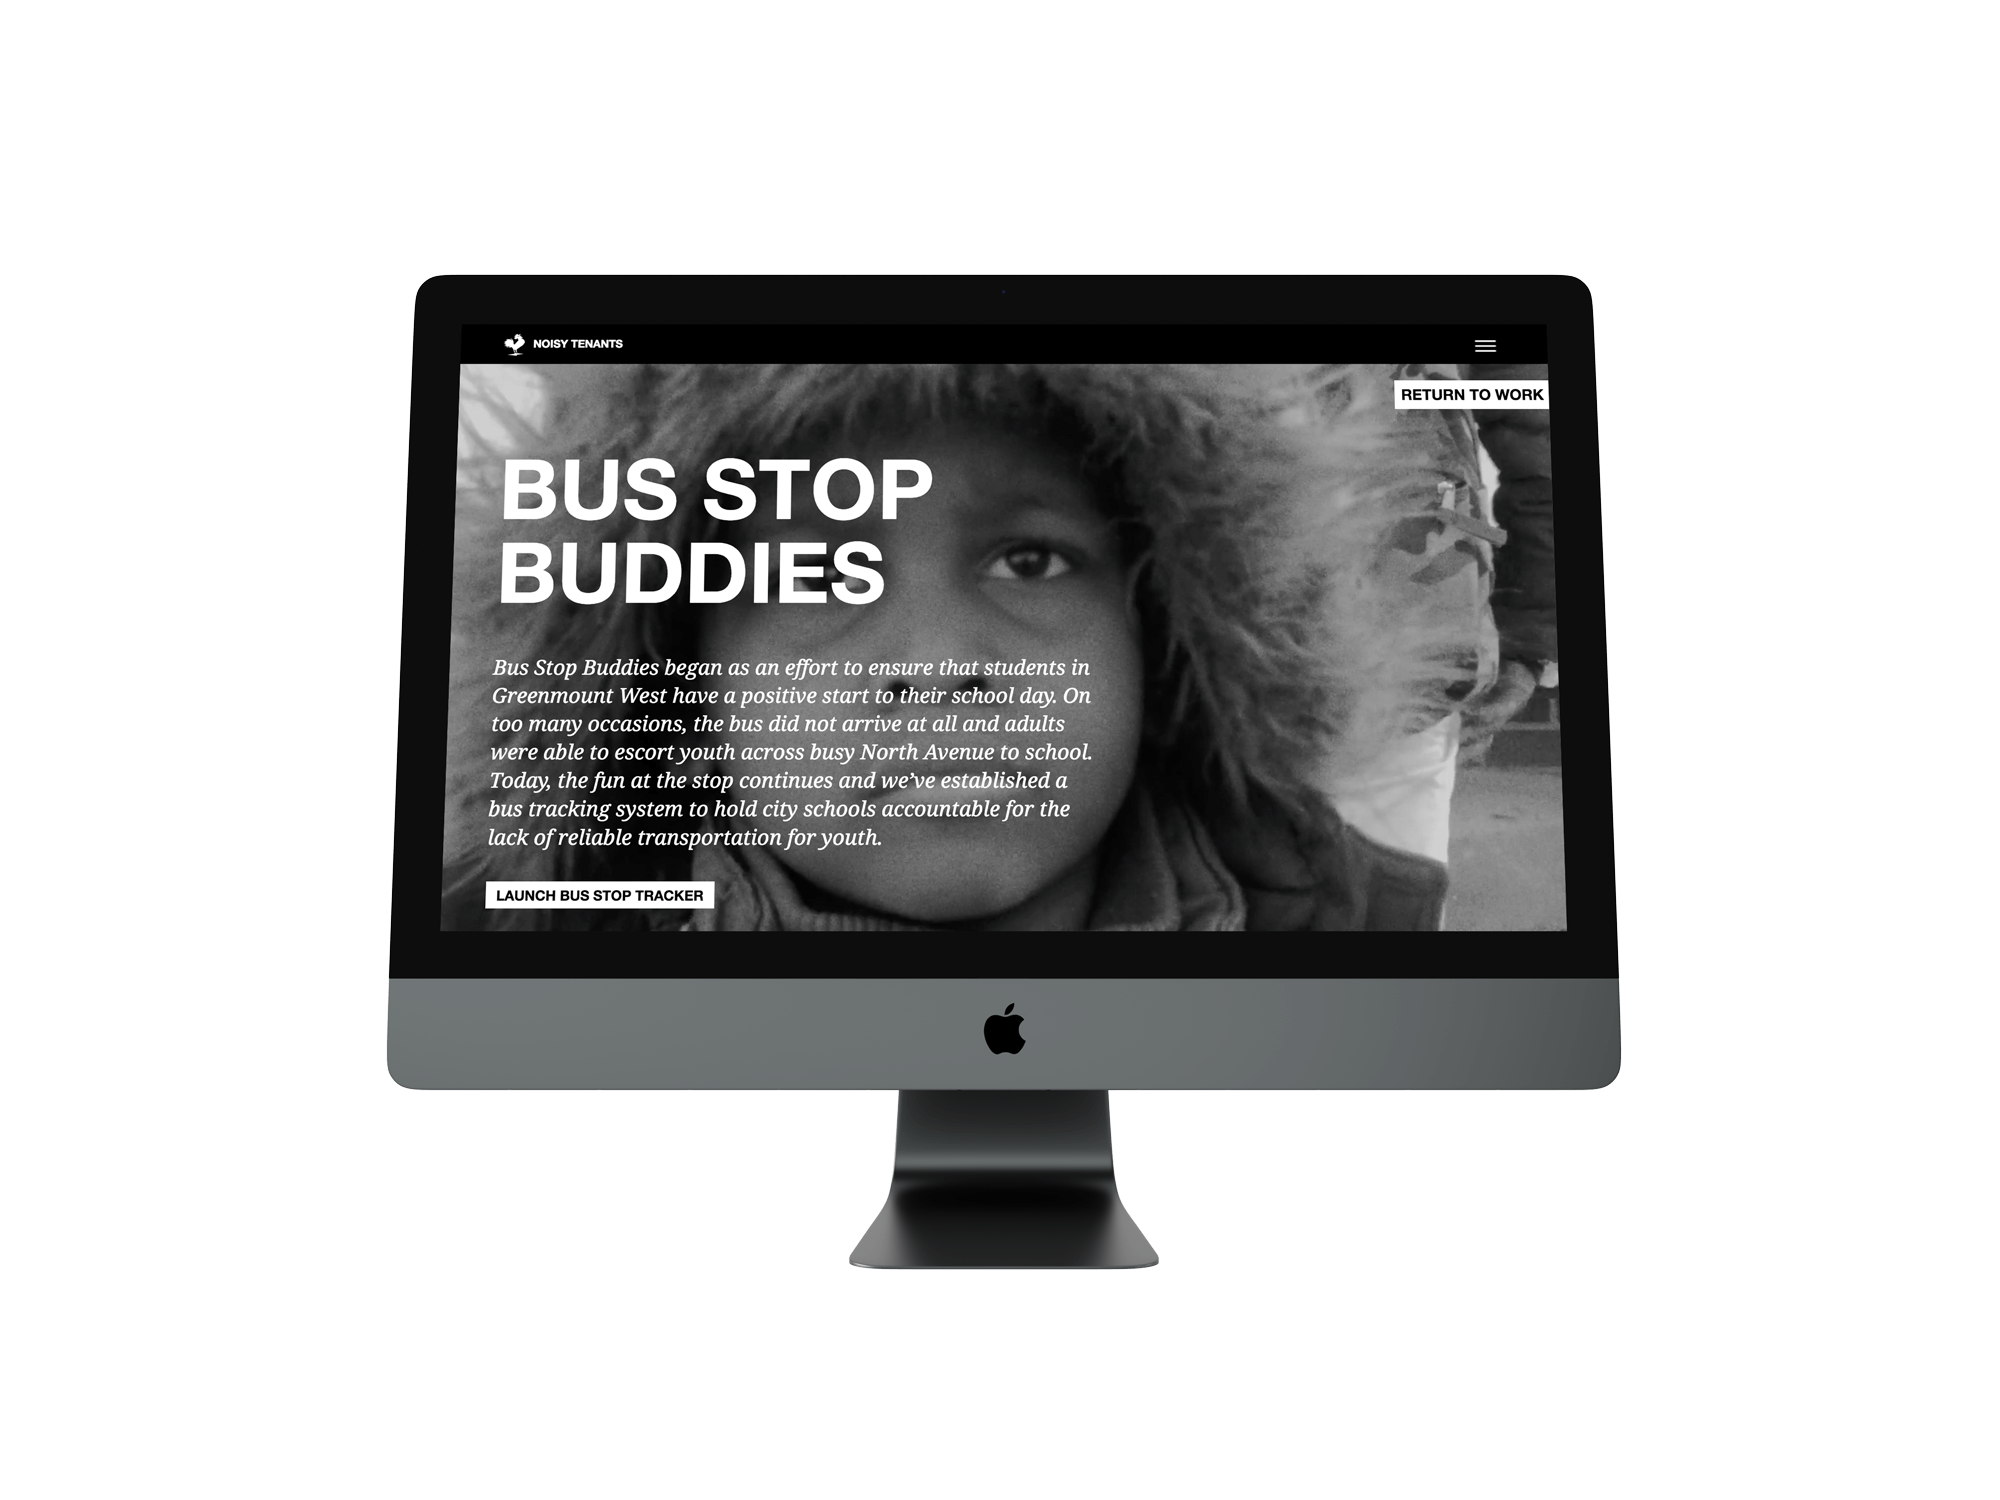 NOISY TENANTS
RETURN TO WORK
BUS STOP
BUDDIES
Bus Stop Buddies began as an effort to ensure that students in
Greenmount West have a positive start to their school day. On
too many occasions, the bus did not arrive at all and adults
were able to escort youth across busy North Avenue to school.
Today, the fun at the stop continues and we’ve established a
bus tracking system to hold city schools accountable for the
lack of reliable transportation for youth.
LAUNCH BUS STOP TRACKER